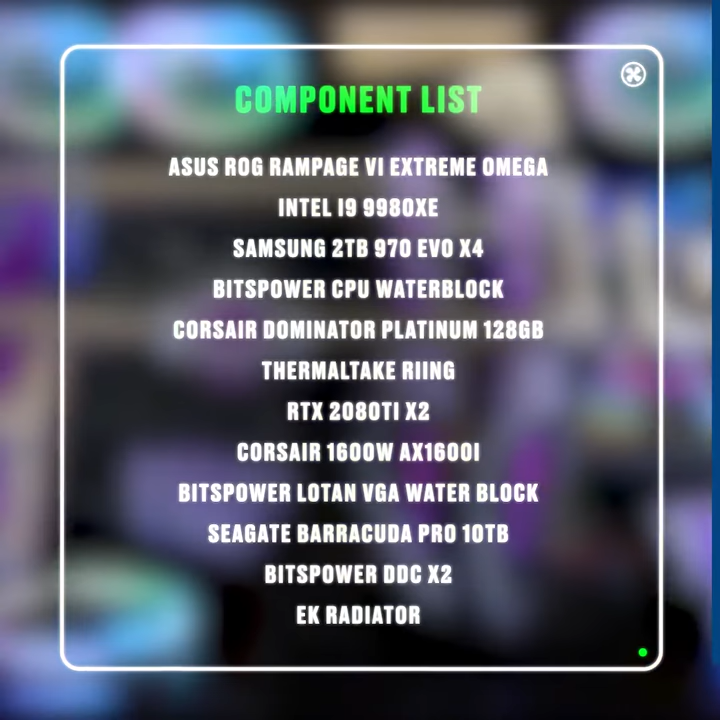 COMPONENT LIST
ASUS ROG RAMPAGE VI EXTREME OMEGA
INTEL I9 9980XE
SAMSUNG 2TB 970 EVO X4
BITSPOWER CPU WATERBLOCK
CORSAIR DOMINATOR PLATINUM 128GB
THERMALTAKE RIING
RTX 2080TI X2
CORSAIR 1600W AX1600I
BITSPOWER LOTAN VGA WATER BLOCK
SEAGATE BARRACUDA PRO 10TB
BITSPOWER DDC X2
EK RADIATOR